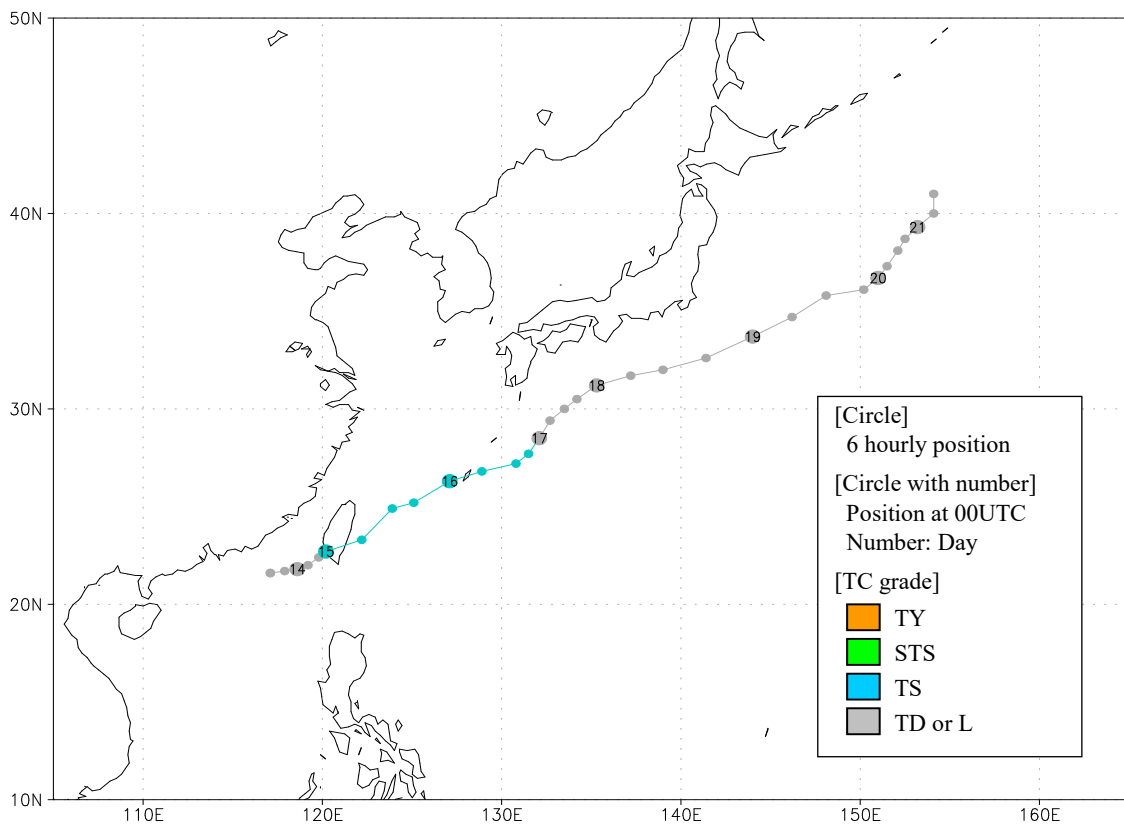 50N
40N
30N
20N
10N
110E 120E 130E 140E 150E 160E
14
15
16
17
18
19
20
21
[Circle]
6 hourly position
[Circle with number]
Position at 00UTC
Number: Day
[TC grade]
TY
STS
TS
TD or L